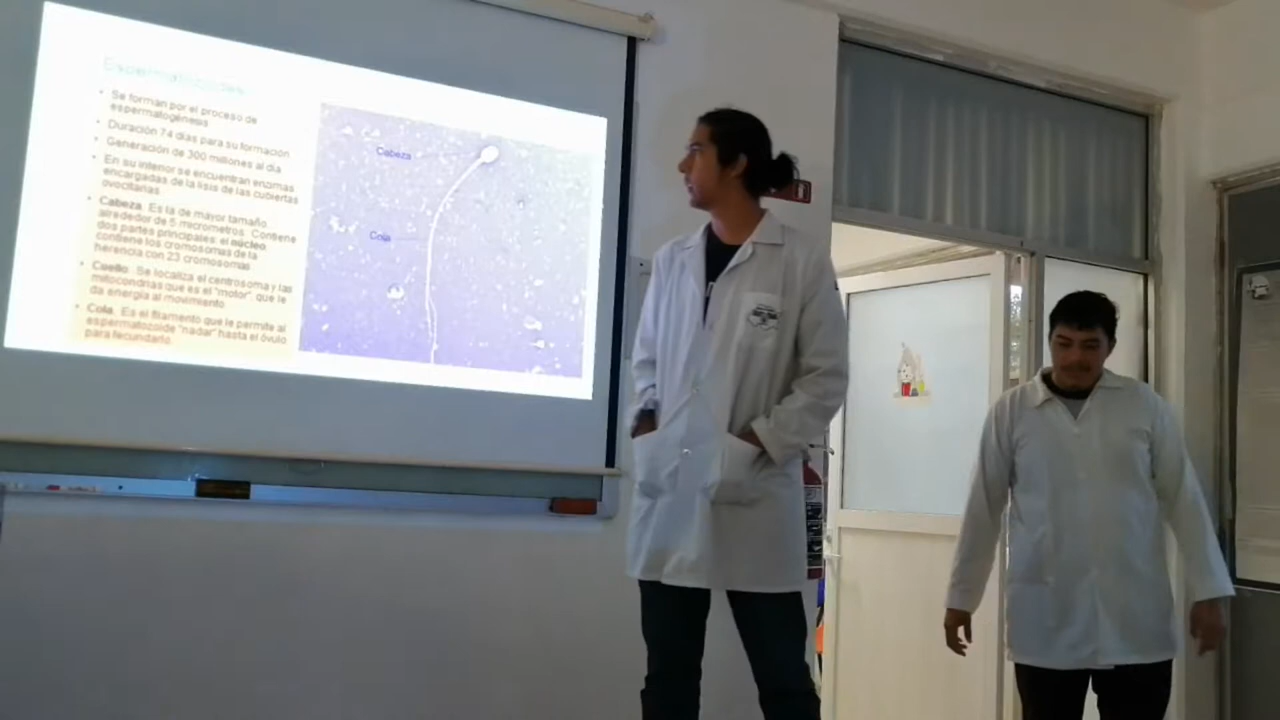 Espermatozoides
• Se forman por el proceso de
espermatogénesis
• Duración 74 días para su formación
• Generación de 300 millones al día
• En su interior se encuentran enzimas
encargadas de la lisis de las cubiertas
ovocitarias
• Cabeza. Es la de mayor tamaño,
alrededor de 5 micrometros. Contiene
dos partes principales: el núcleo,
contiene los cromosomas de la
herencia con 23 cromosomas
• Cuello. Se localiza el centrosoma y las
mitocondrias que es el "motor", que le
da energía al movimiento
• Cola. Es el filamento que le permite al
espermatozoide "nadar" hasta el óvulo
para fecundarlo.
Cabeza
Cola